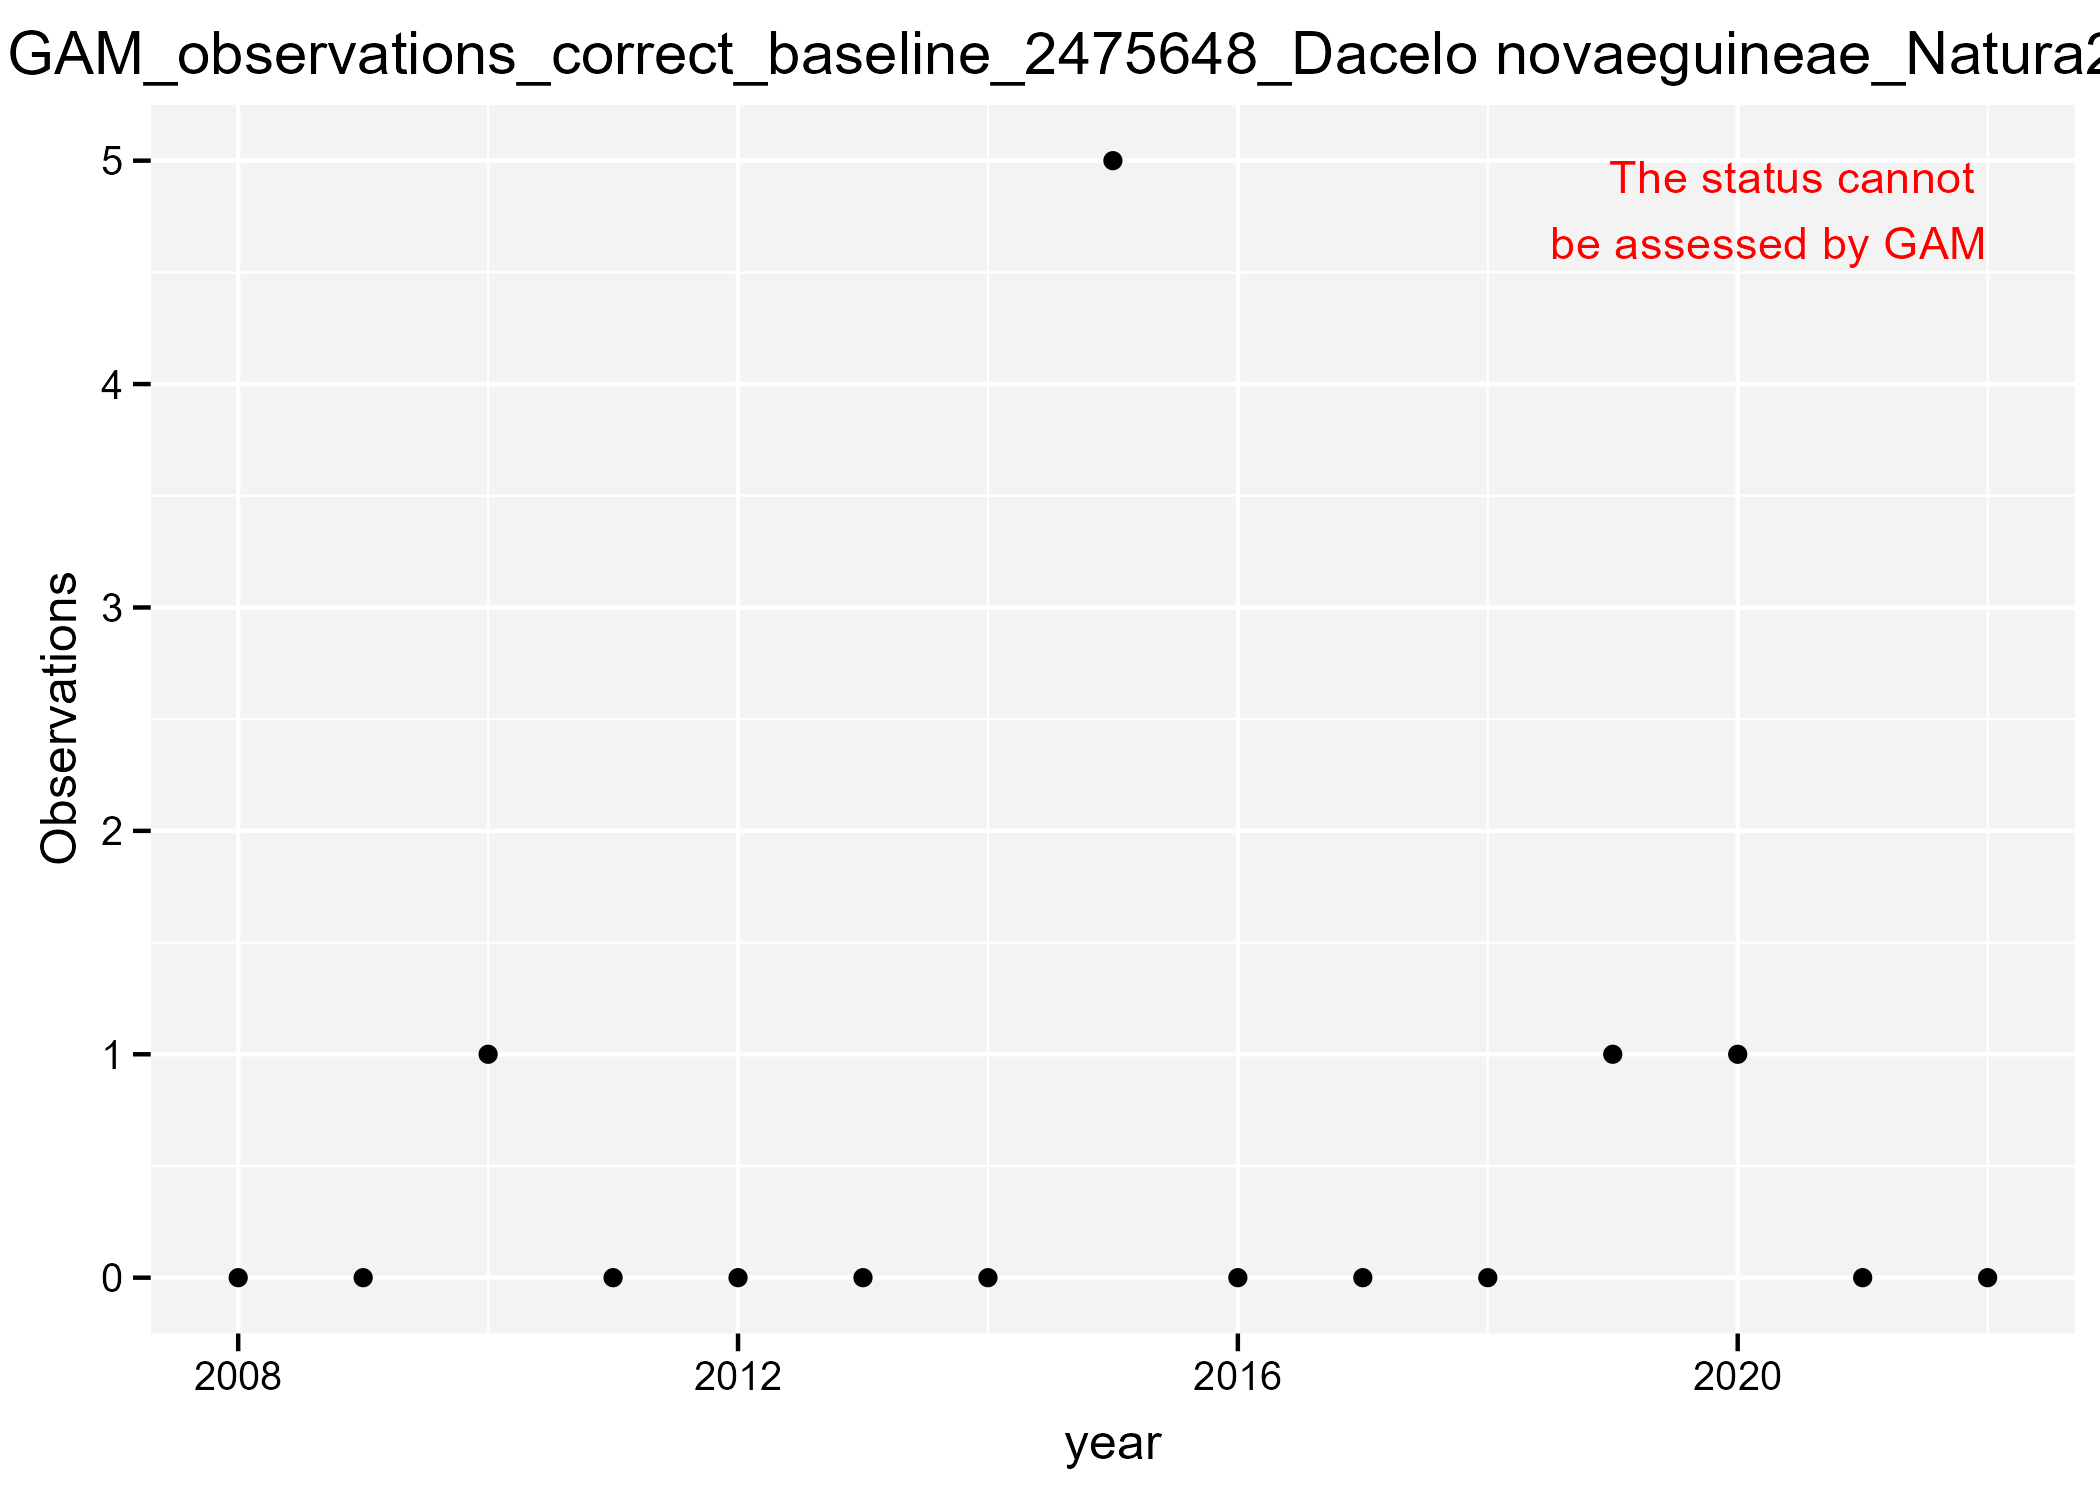 GAM_observations_correct_baseline_2475648_Dacelo novaeguineae_Natura2
5
The status cannot
be assessed by GAM
4
3
Observations
2
1
0
2008 2012 2016 2020
year